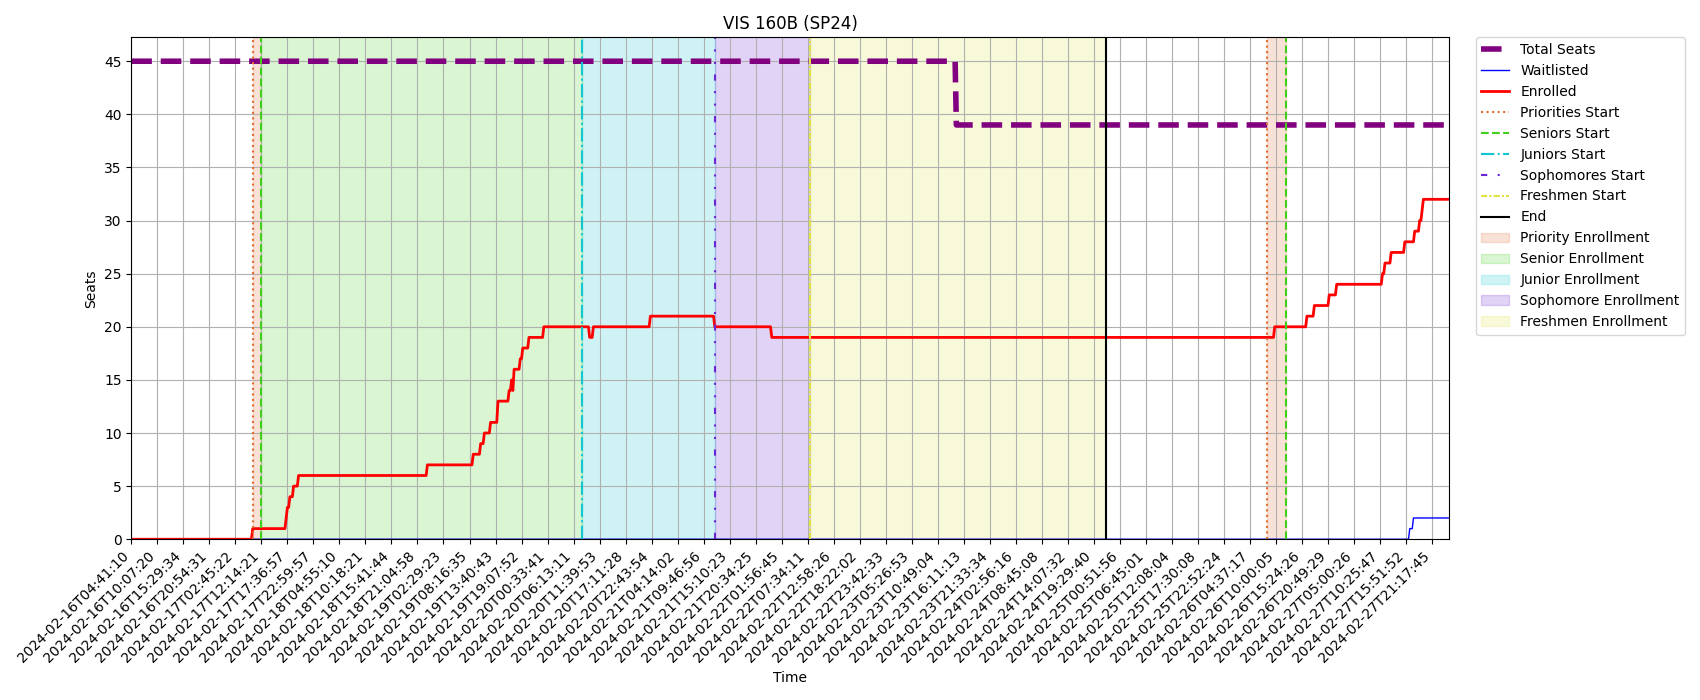 VIS 160B (SP24)
Seats
45
40
35
30
25
20
15
10
5
0
2024-02-16T04:41:10
2024-02-16T10:07:20
2024-02-16T15:29:34
2024-02-16T20:54:31
2024-02-17T02:45:22
2024-02-17T12:14:21
2024-02-17T17:36:57
2024-02-17T22:59:57
2024-02-18T04:55:10
2024-02-18T10:18:21
2024-02-18T15:41:44
2024-02-18T21:04:58
2024-02-19T02:29:23
2024-02-19T08:16:35
2024-02-19T13:40:43
2024-02-19T19:07:52
2024-02-20T00:33:41
2024-02-20T06:13:11
2024-02-20T11:39:53
2024-02-20T17:11:28
2024-02-20T22:43:54
2024-02-21T04:14:02
2024-02-21T09:46:56
2024-02-21T15:10:23
2024-02-21T20:34:25
2024-02-22T01:56:45
2024-02-22T07:34:11
2024-02-22T12:58:26
2024-02-22T18:22:02
2024-02-22T23:42:33
2024-02-23T05:26:53
2024-02-23T10:49:04
2024-02-23T16:11:13
2024-02-23T21:33:34
2024-02-24T02:56:16
2024-02-24T08:45:08
2024-02-24T14:07:32
2024-02-24T19:29:40
2024-02-25T00:51:56
2024-02-25T06:45:01
2024-02-25T12:08:04
2024-02-25T17:30:08
2024-02-25T22:52:24
2024-02-26T04:37:17
2024-02-26T10:00:05
2024-02-26T15:24:26
2024-02-26T20:49:29
2024-02-27T05:00:26
2024-02-27T10:25:47
2024-02-27T15:51:52
2024-02-27T21:17:45
Time
Total Seats
Waitlisted
Enrolled
Priorities Start
Seniors Start
Juniors Start
Sophomores Start
Freshmen Start
End
Priority Enrollment
Senior Enrollment
Junior Enrollment
Sophomore Enrollment
Freshmen Enrollment